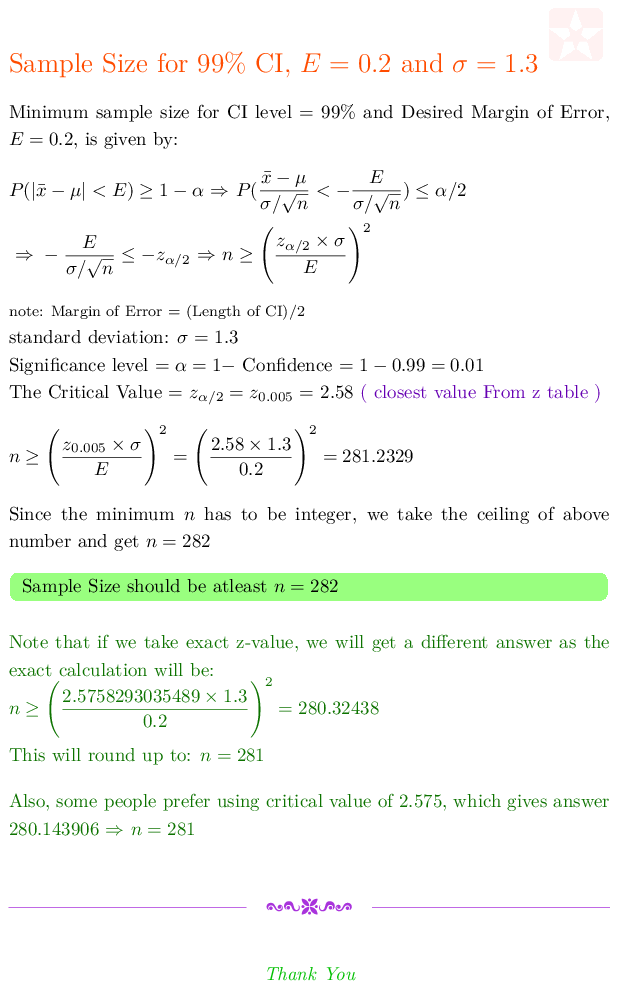 Sample Size for 99% CI, E = 0.2 and σ = 1.3
Minimum sample size for CI level = 99% and Desired Margin of Error,
E = 0.2, is given by:
P(|x̄ − μ| < E) ≥ 1 − α ⇒ P((x̄ − μ)/(σ/√n) < −E/(σ/√n)) ≤ α/2
⇒ −E/(σ/√n) ≤ −z_{α/2} ⇒ n ≥ ((z_{α/2} × σ)/E)²
note: Margin of Error = (Length of CI)/2
standard deviation: σ = 1.3
Significance level = α = 1− Confidence = 1 − 0.99 = 0.01
The Critical Value = z_{α/2} = z_{0.005} = 2.58 ( closest value From z table )
n ≥ ((z_{0.005} × σ)/E)² = ((2.58 × 1.3)/0.2)² = 281.2329
Since the minimum n has to be integer, we take the ceiling of above
number and get n = 282
Sample Size should be atleast n = 282
Note that if we take exact z-value, we will get a different answer as the
exact calculation will be:
n ≥ ((2.5758293035489 × 1.3)/0.2)² = 280.32438
This will round up to: n = 281
Also, some people prefer using critical value of 2.575, which gives answer
280.143906 ⇒ n = 281
Thank You